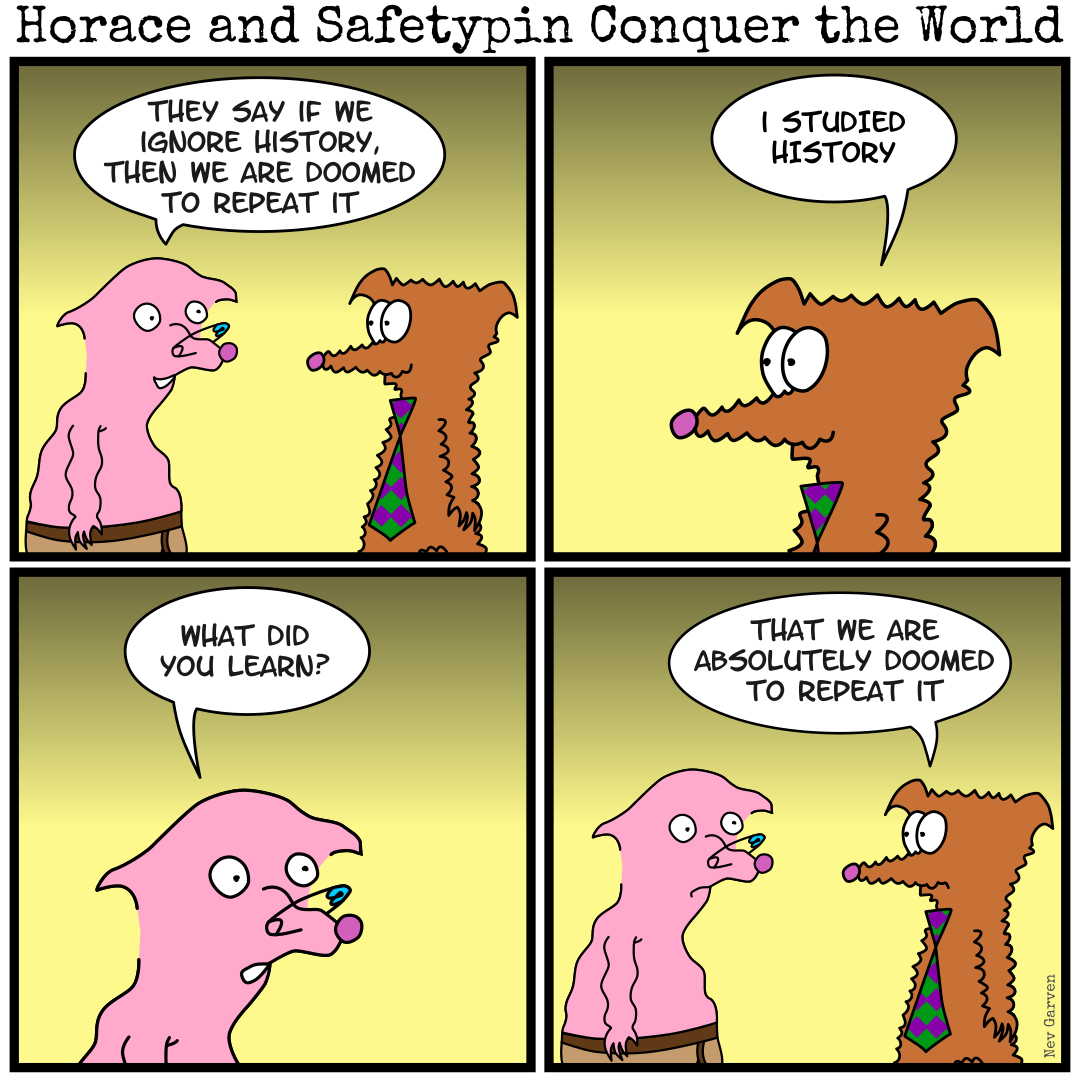 Horace and Safetypin Conquer the World
THEY SAY IF WE
IGNORE HISTORY,
THEN WE ARE DOOMED
TO REPEAT IT
I STUDIED
HISTORY
WHAT DID
YOU LEARN?
THAT WE ARE
ABSOLUTELY DOOMED
TO REPEAT IT
Nev Garven